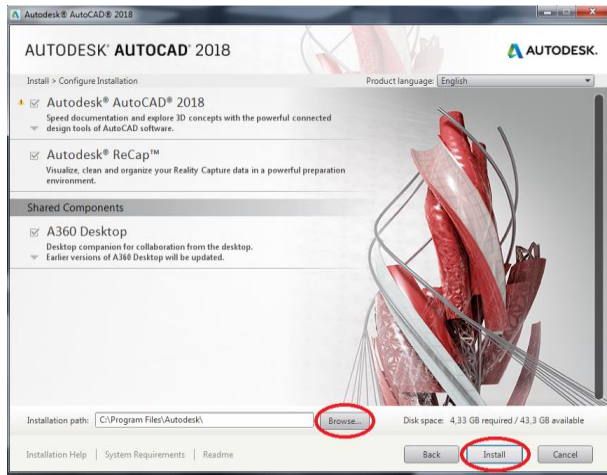 Autodesk® AutoCAD® 2018
AUTODESK® AUTOCAD® 2018
AUTODESK.
Install > Configure Installation
Product language: English
Autodesk® AutoCAD® 2018
Speed documentation and explore 3D concepts with the powerful connected
design tools of AutoCAD software.
Autodesk® ReCap™
Visualize, clean and organize your Reality Capture data in a powerful preparation
environment.
Shared Components
A360 Desktop
Desktop companion for collaboration from the desktop.
Earlier versions of A360 Desktop will be updated.
Installation path: C:\Program Files\Autodesk\ Browse... Disk space: 4,33 GB required / 43,3 GB available
Installation Help | System Requirements | Readme Back Install Cancel